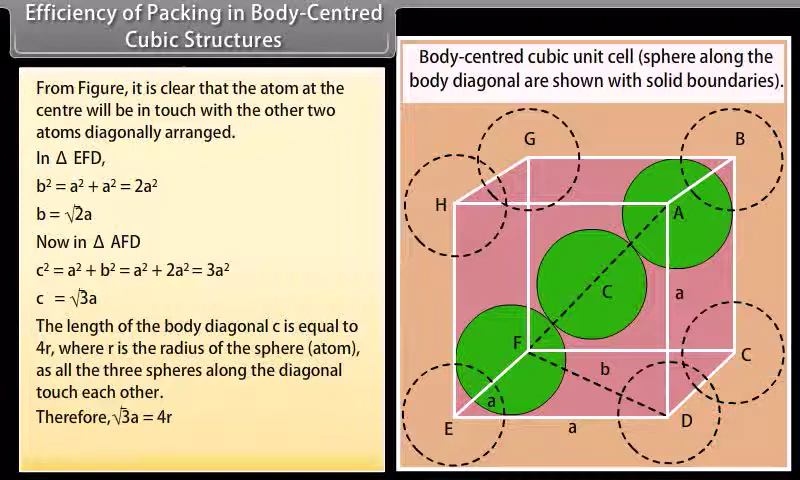 Efficiency of Packing in Body-Centred
Cubic Structures
From Figure, it is clear that the atom at the
centre will be in touch with the other two
atoms diagonally arranged.
In Δ EFD,
b² = a² + a² = 2a²
b = √2a
Now in Δ AFD
c² = a² + b² = a² + 2a² = 3a²
c = √3a
The length of the body diagonal c is equal to
4r, where r is the radius of the sphere (atom),
as all the three spheres along the diagonal
touch each other.
Therefore, √3a = 4r
Body-centred cubic unit cell (sphere along the
body diagonal are shown with solid boundaries).
G
B
H
A
C
a
F
C
b
a
E
a
D